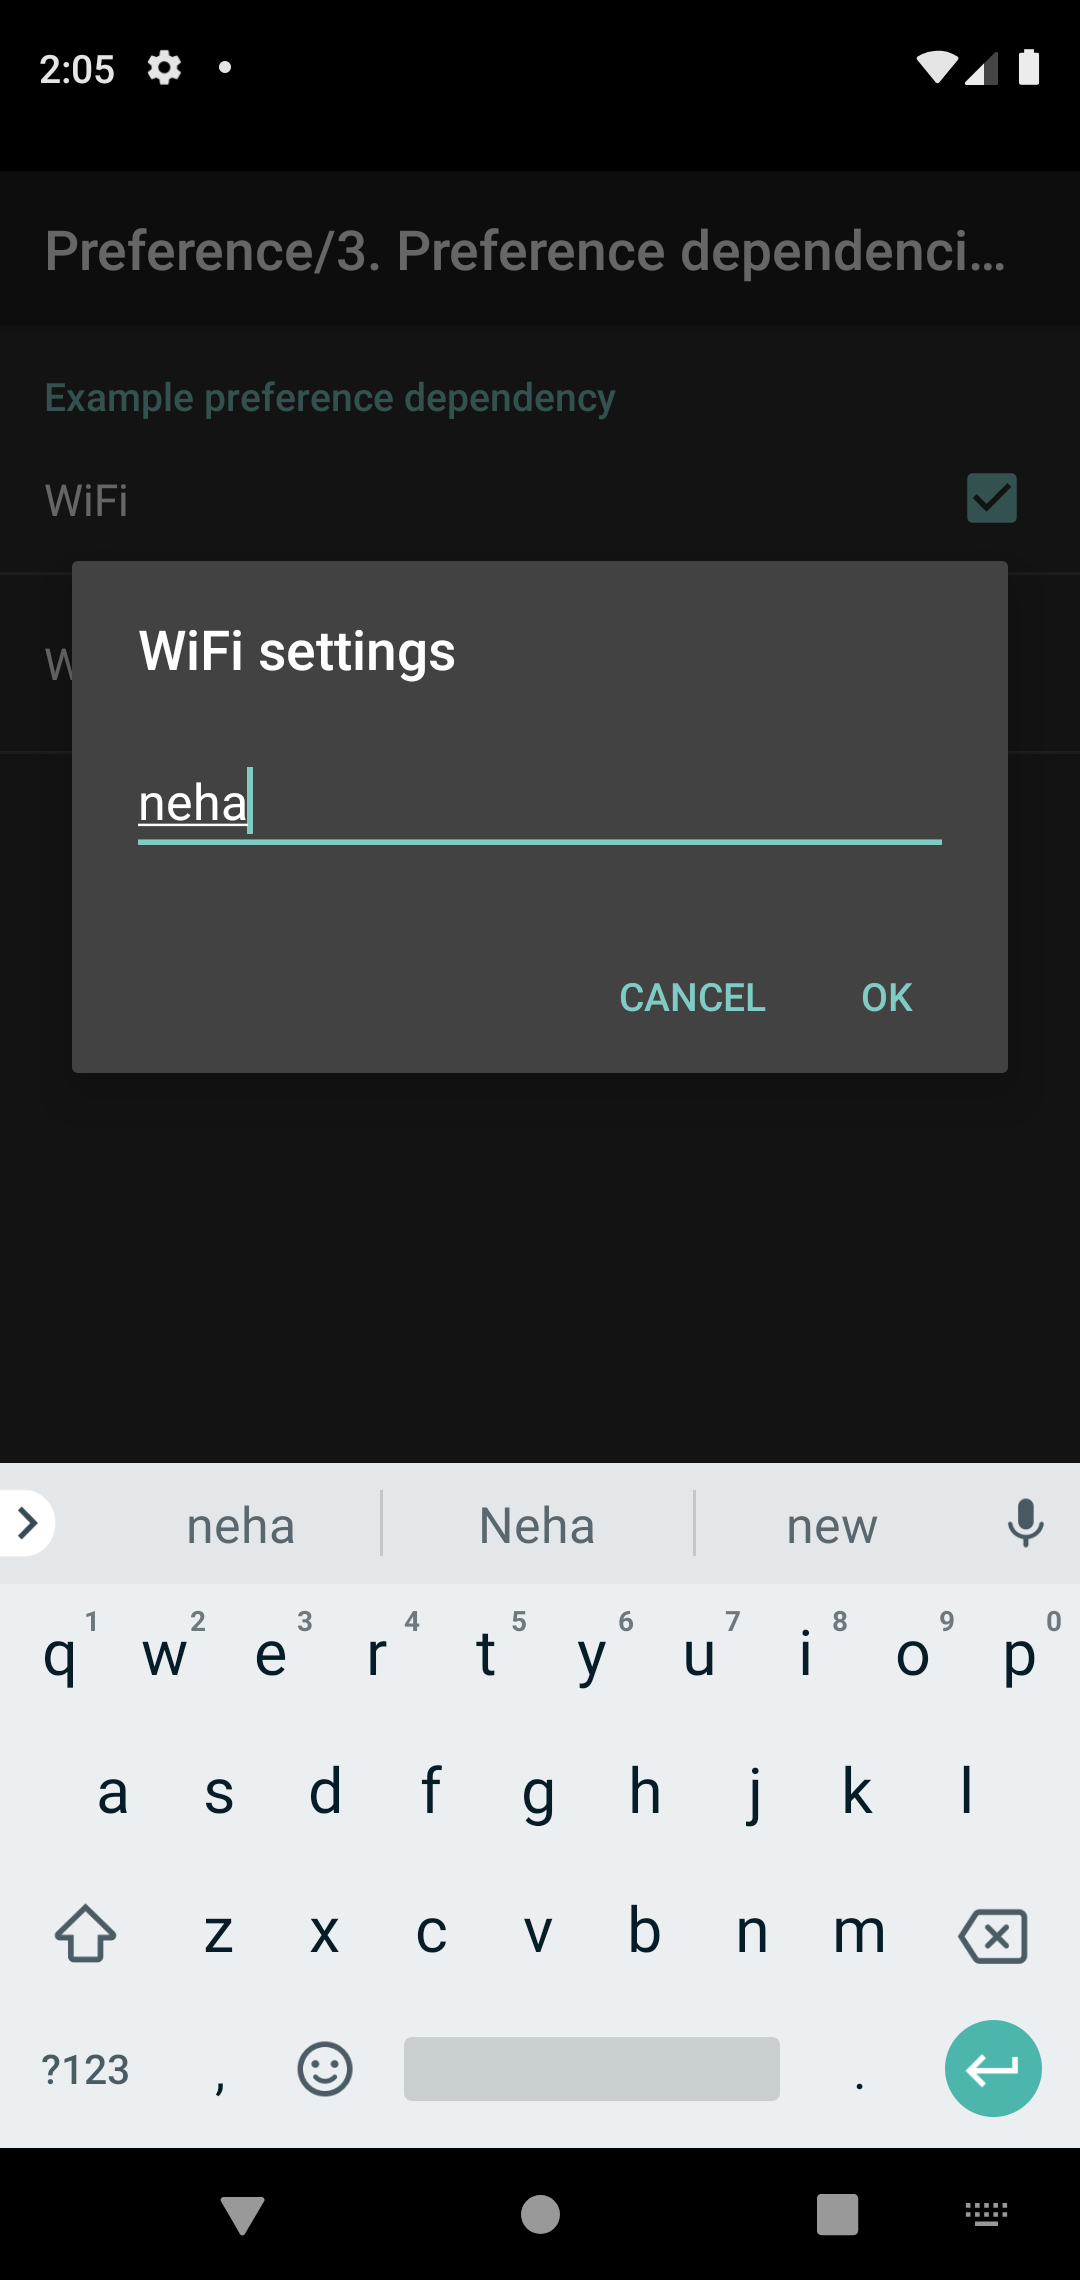 2:05
Preference/3. Preference dependenci...
Example preference dependency
WiFi
W
WiFi settings
neha
CANCEL OK
neha Neha new
1 2 3 4 5 6 7 8 9 0
q w e r t y u i o p
a s d f g h j k l
z x c v b n m
?123 , .